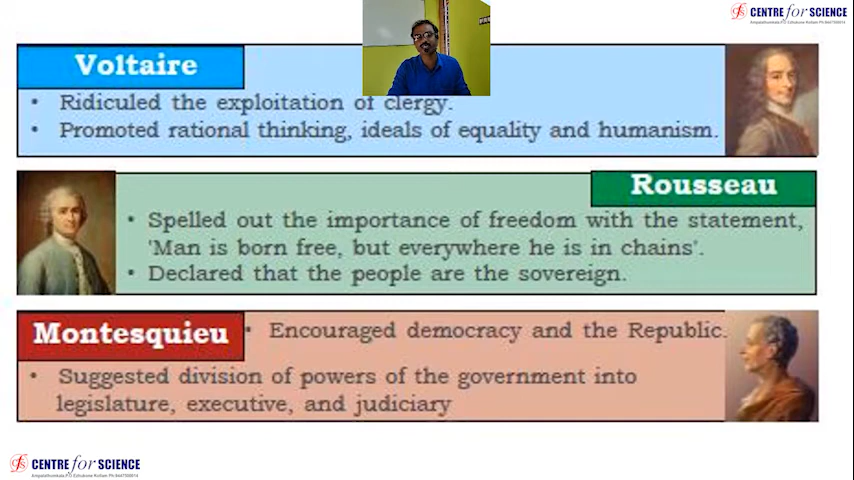 CENTRE for SCIENCE
Voltaire
• Ridiculed the exploitation of clergy.
• Promoted rational thinking, ideals of equality and humanism.
Rousseau
• Spelled out the importance of freedom with the statement,
'Man is born free, but everywhere he is in chains'.
• Declared that the people are the sovereign.
Montesquieu
• Encouraged democracy and the Republic.
• Suggested division of powers of the government into
legislature, executive, and judiciary
CENTRE for SCIENCE